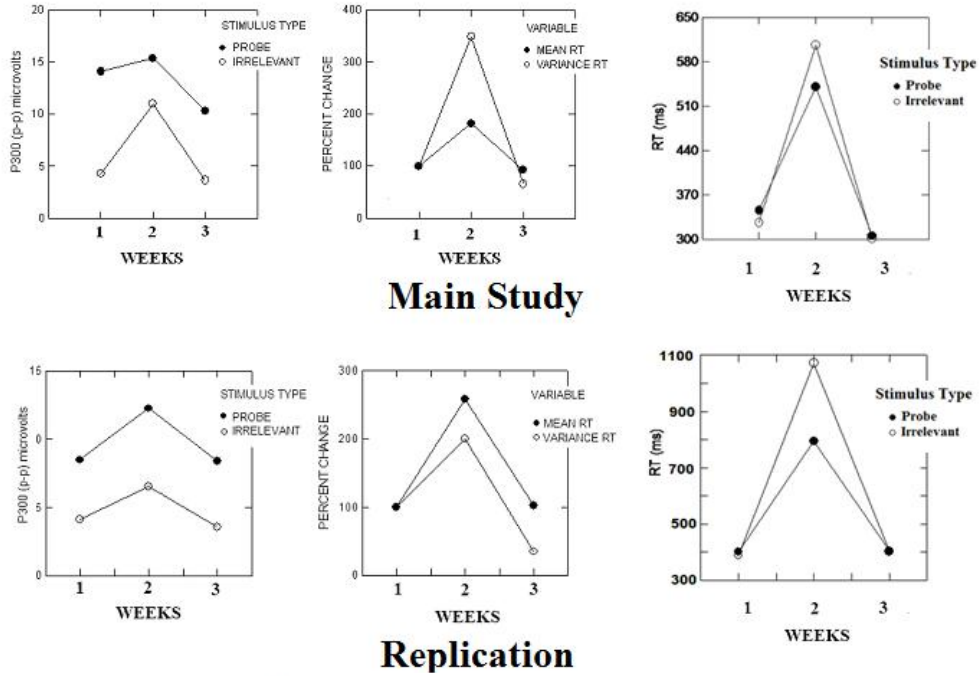 20
15
10
5
0
P300 (p-p) microvolts
STIMULUS TYPE
PROBE
IRRELEVANT
1 2 3
WEEKS
400
300
200
100
0
PERCENT CHANGE
VARIABLE
MEAN RT
VARIANCE RT
1 2 3
WEEKS
650
580
510
440
370
300
RT (ms)
Stimulus Type
Probe
Irrelevant
1 2 3
WEEKS
Main Study
15
0
5
0
P300 (p-p) microvolts
STIMULUS TYPE
PROBE
IRRELEVANT
1 2 3
WEEKS
300
200
100
0
PERCENT CHANGE
VARIABLE
MEAN RT
VARIANCE RT
1 2 3
WEEKS
1100
900
700
500
300
RT (ms)
Stimulus Type
Probe
Irrelevant
1 2 3
WEEKS
Replication